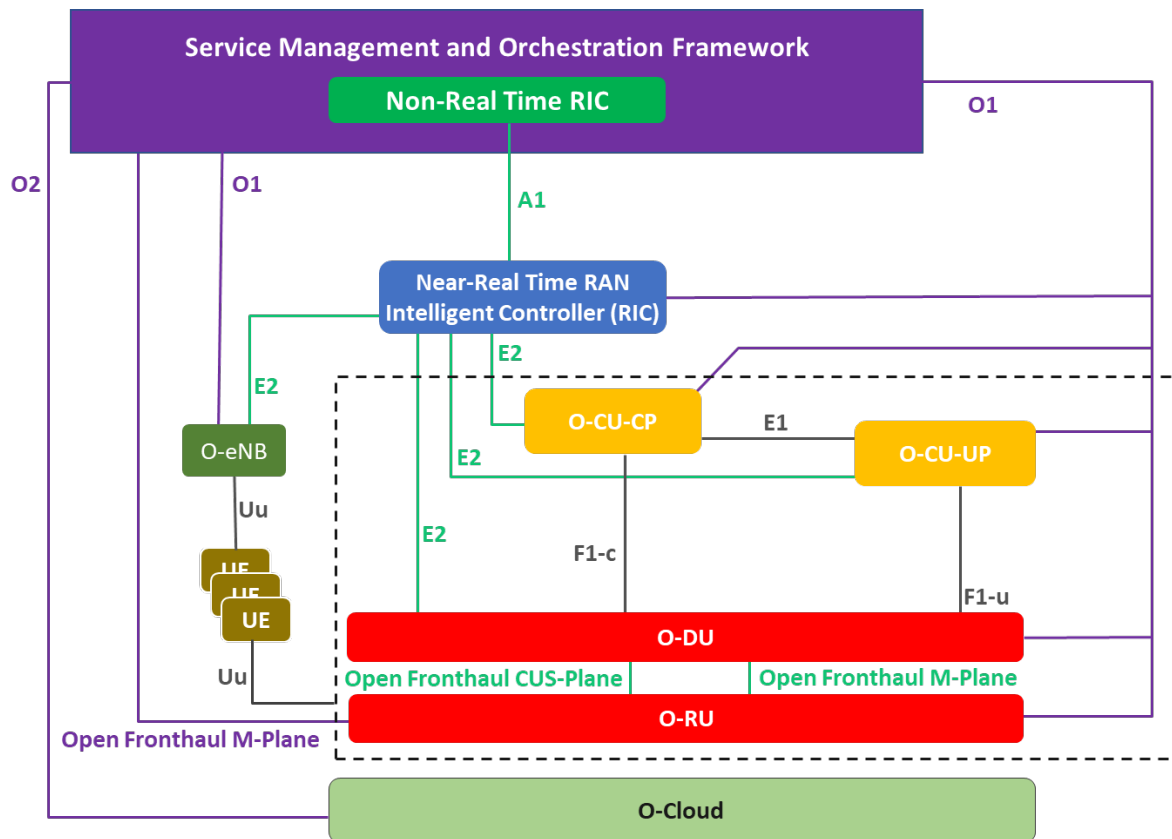 Service Management and Orchestration Framework
Non-Real Time RIC
O1
O2
O1
A1
Near-Real Time RAN
Intelligent Controller (RIC)
E2
E2
O-CU-CP
E1
O-eNB
O-CU-UP
E2
Uu
E2
F1-c
UE
UE
UE
F1-u
O-DU
Uu
Open Fronthaul CUS-Plane
Open Fronthaul M-Plane
O-RU
Open Fronthaul M-Plane
O-Cloud